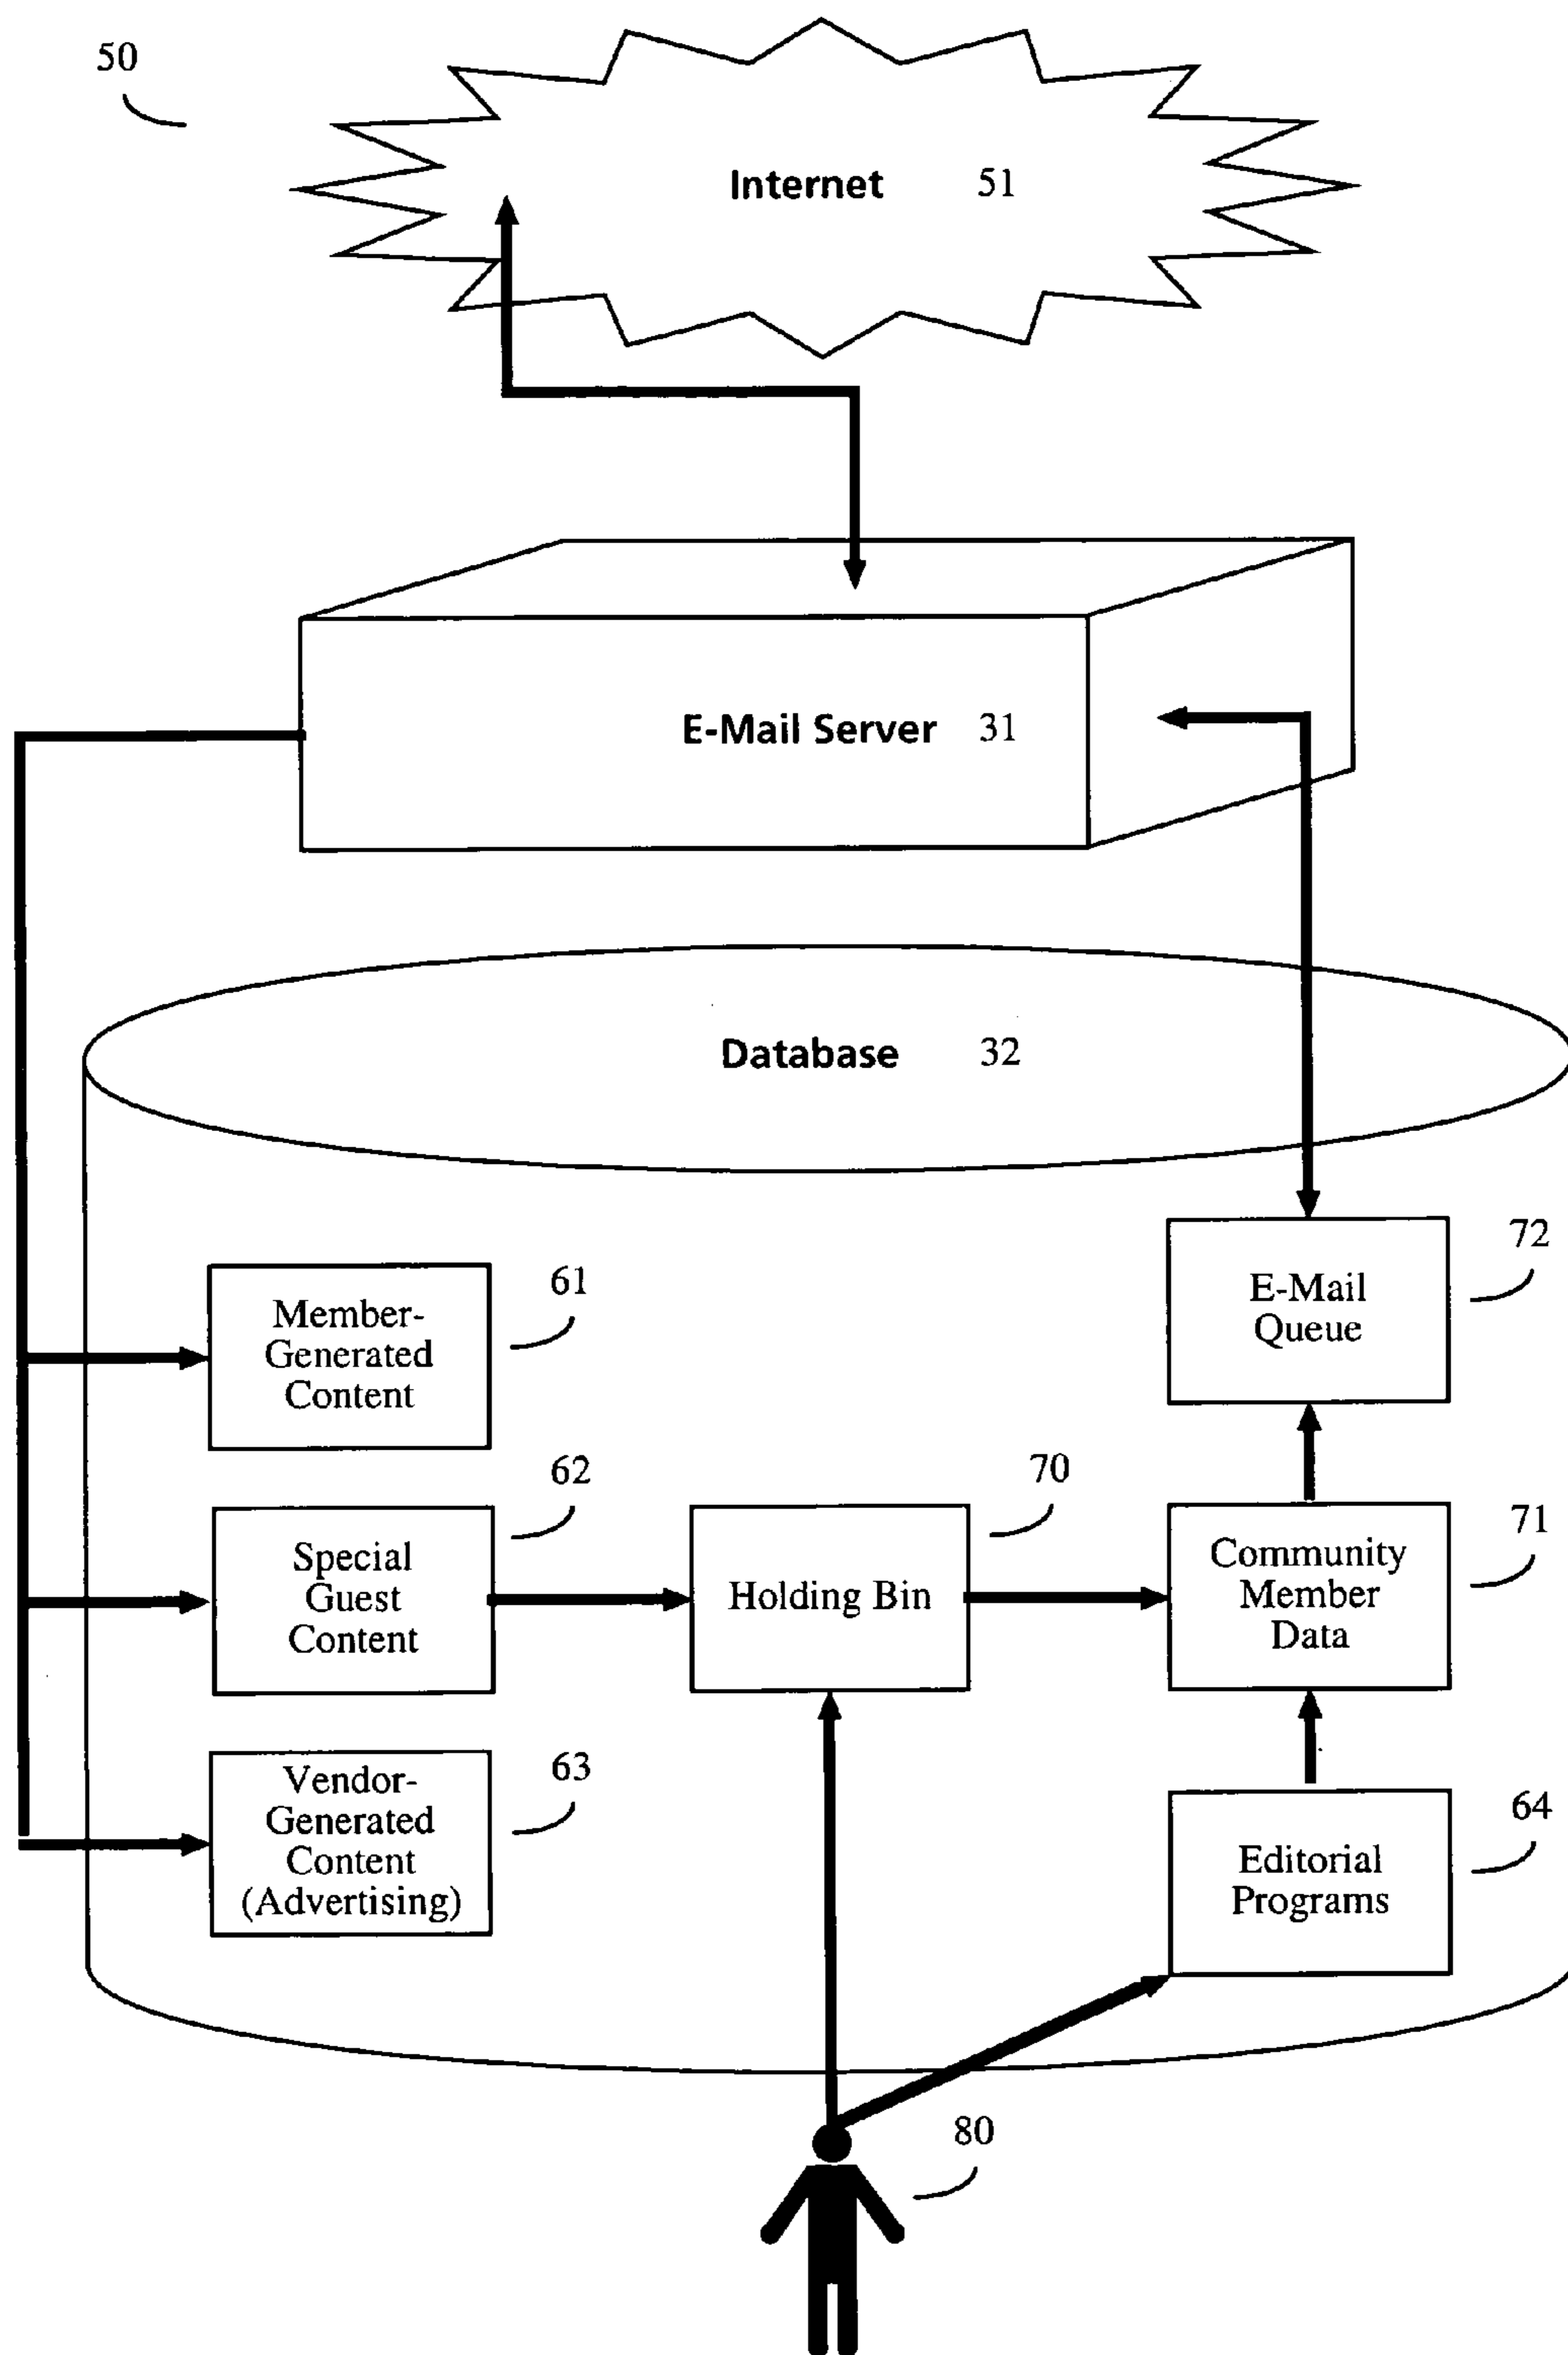 50
Internet 51
E-Mail Server 31
Database 32
72
E-Mail
Queue
61
Member-
Generated
Content
62
Special
Guest
Content
70
Holding Bin
71
Community
Member
Data
63
Vendor-
Generated
Content
(Advertising)
64
Editorial
Programs
80